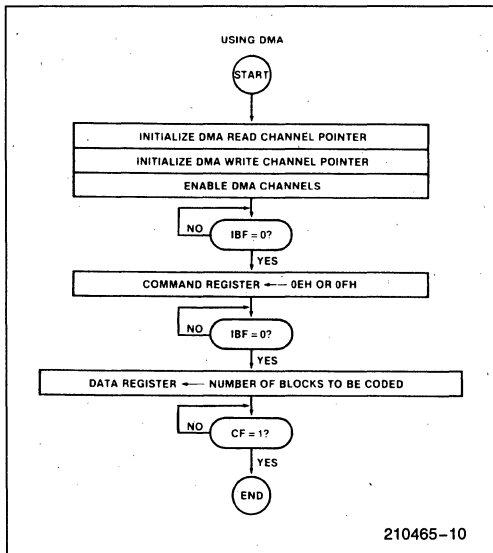 USING DMA
START
INITIALIZE DMA READ CHANNEL POINTER
INITIALIZE DMA WRITE CHANNEL POINTER
ENABLE DMA CHANNELS
NO
IBF = 0?
YES
COMMAND REGISTER ← 0EH OR 0FH
NO
IBF = 0?
YES
DATA REGISTER ← NUMBER OF BLOCKS TO BE CODED
NO
CF = 1?
YES
END
210465–10